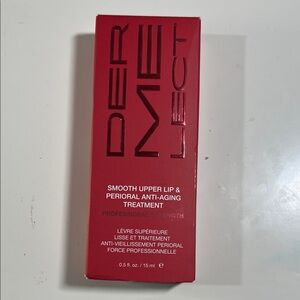 DER
ME
LECT
SMOOTH UPPER LIP &
PERIORAL ANTI-AGING
TREATMENT
PROFESSIONAL STRENGTH
LÈVRE SUPÉRIEURE
LISSE ET TRAITEMENT
ANTI-VIEILLISSEMENT PERIORAL
FORCE PROFESSIONNELLE
0.5 fl. oz. / 15 ml ℮